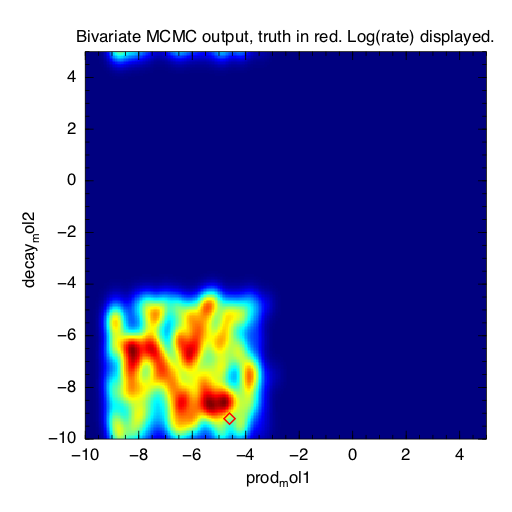 Bivariate MCMC output, truth in red. Log(rate) displayed.
4
2
0
−2
−4
−6
−8
−10
decay_mol2
−10 −8 −6 −4 −2 0 2 4
prod_mol1